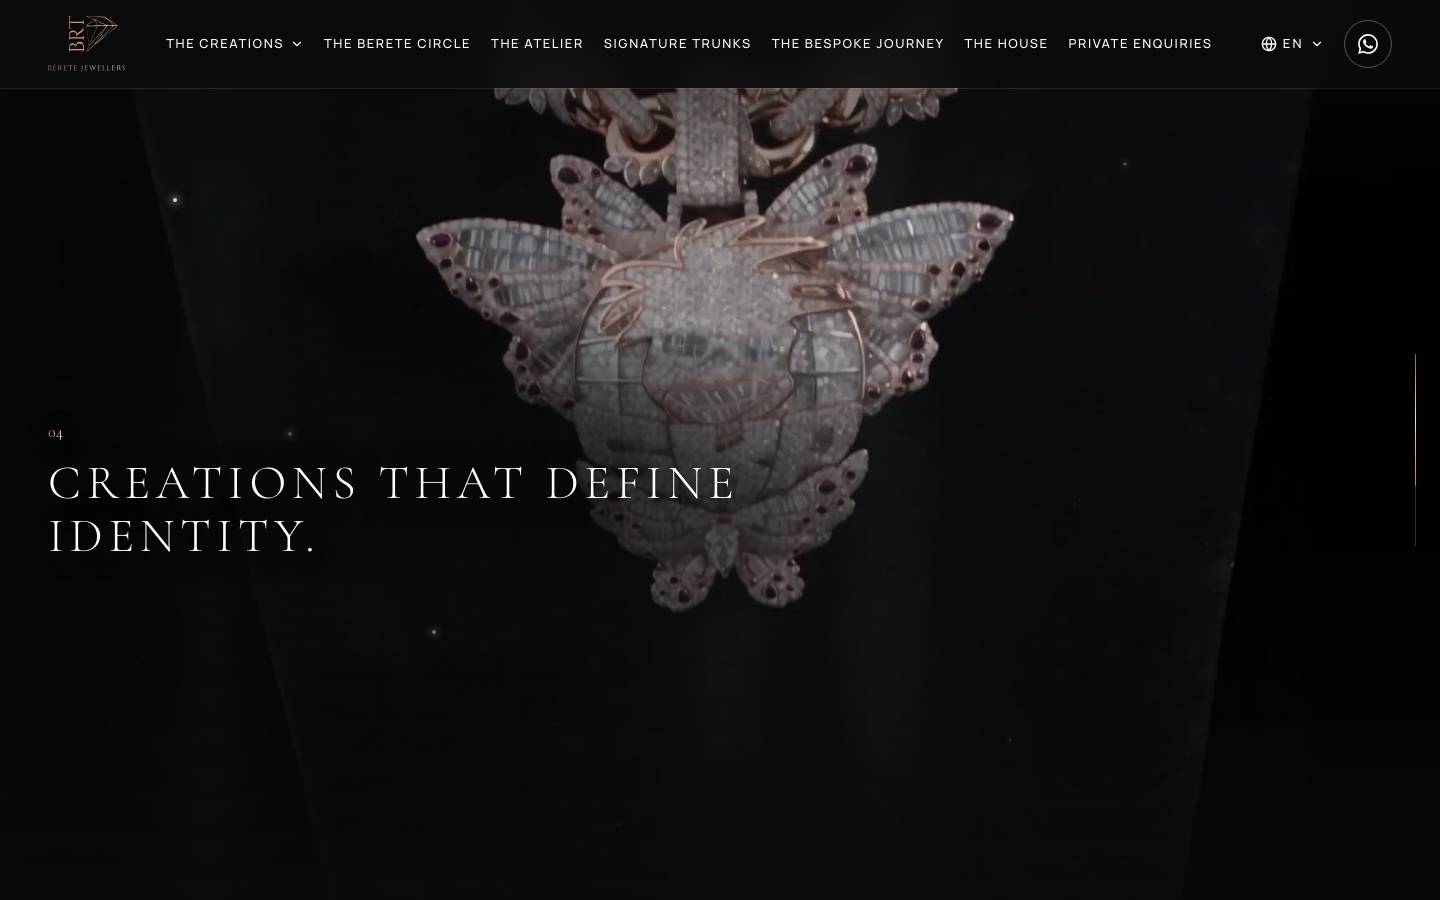 BRT
BERETE JEWELLERS
THE CREATIONS
THE BERETE CIRCLE
THE ATELIER
SIGNATURE TRUNKS
THE BESPOKE JOURNEY
THE HOUSE
PRIVATE ENQUIRIES
EN
04
CREATIONS THAT DEFINE
IDENTITY.